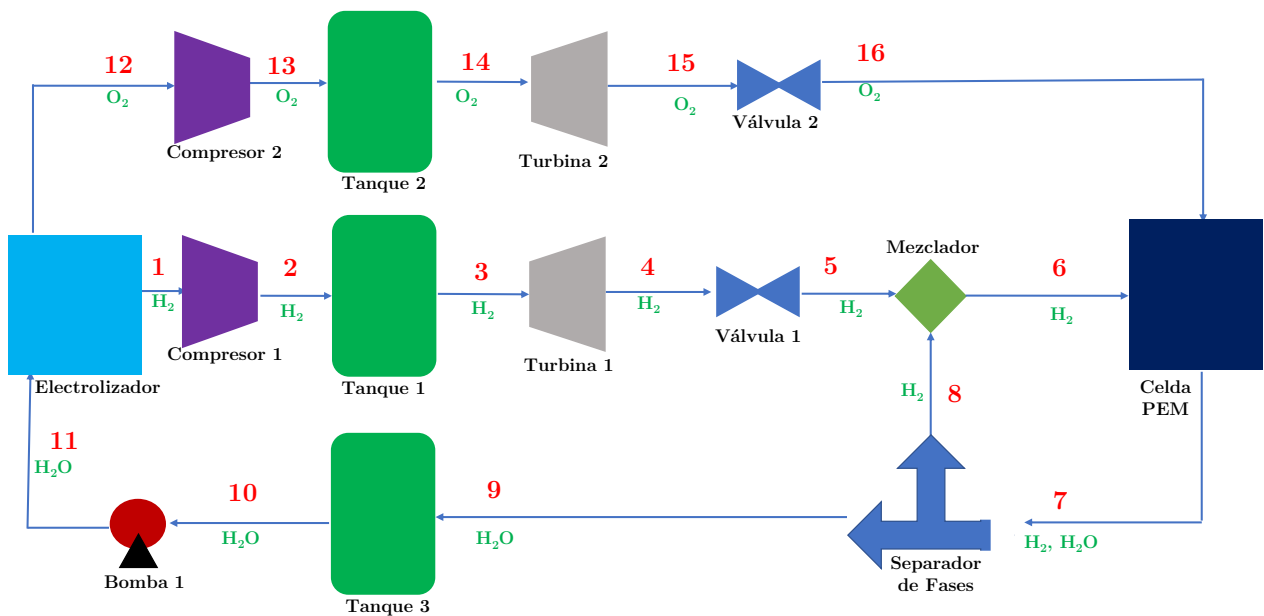 12
O₂
Compresor 2
13
O₂
Tanque 2
14
O₂
Turbina 2
15
O₂
Válvula 2
16
O₂
Electrolizador
1
H₂
Compresor 1
2
H₂
Tanque 1
3
H₂
Turbina 1
4
H₂
Válvula 1
5
H₂
Mezclador
6
H₂
Celda
PEM
H₂
8
7
H₂, H₂O
Separador
de Fases
9
H₂O
Tanque 3
10
H₂O
Bomba 1
11
H₂O